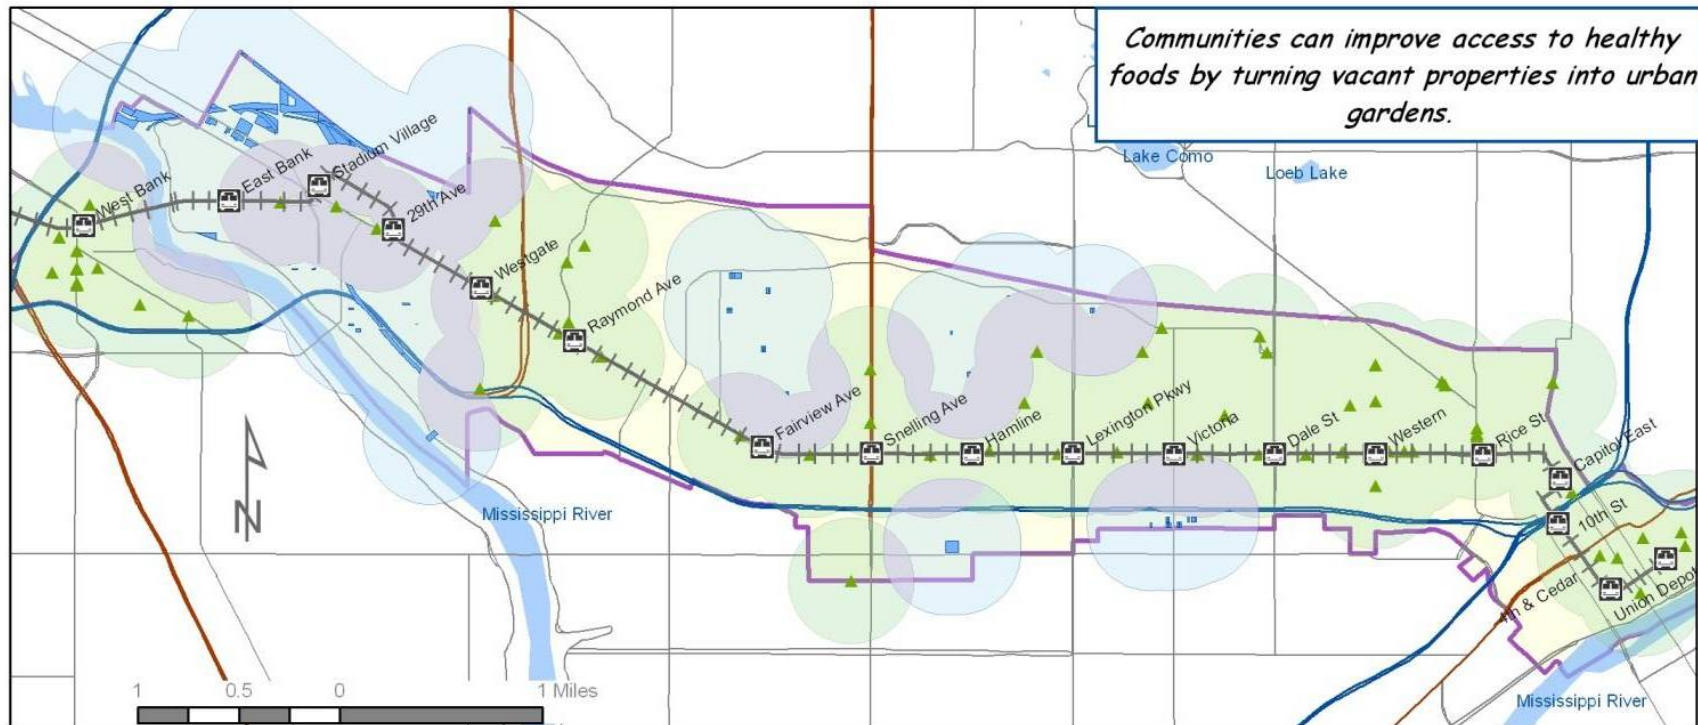 Communities can improve access to healthy
foods by turning vacant properties into urban
gardens.
Lake Como
Loeb Lake
West Bank
East Bank
Stadium Village
29th Ave
Westgate
Raymond Ave
Fairview Ave
Snelling Ave
Hamline
Lexington Pkwy
Victoria
Dale St
Western
Rice St
Capitol East
10th St
4th & Cedar
Union Depot
Mississippi River
Mississippi River
N
1 0.5 0 1 Miles